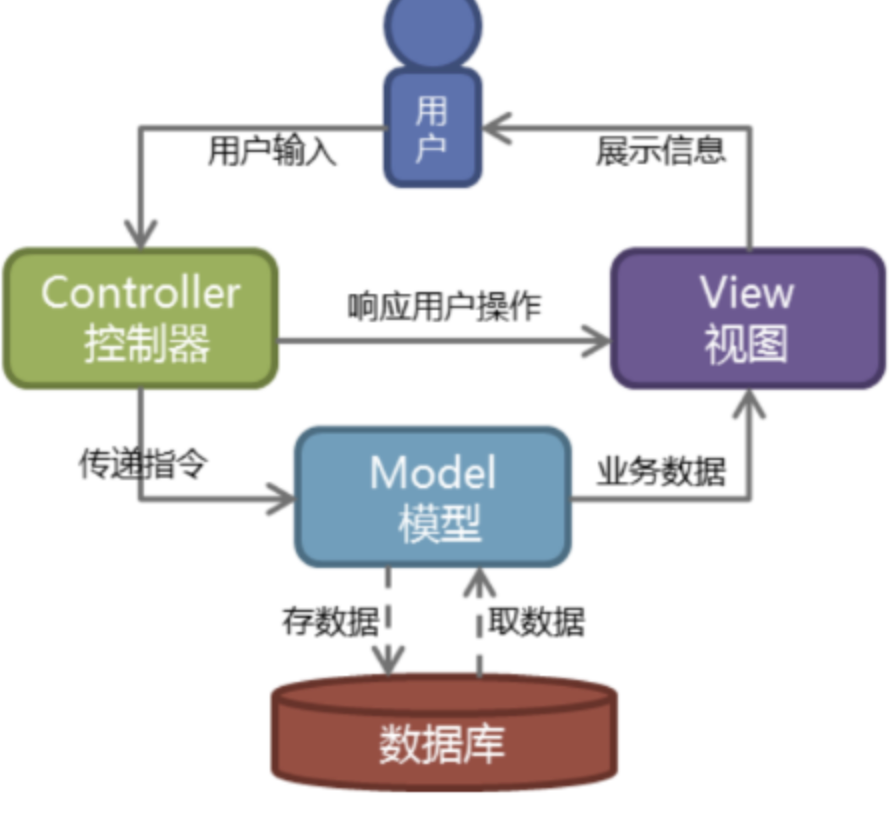 用
户
用户输入
展示信息
Controller
控制器
响应用户操作
View
视图
传递指令
Model
模型
业务数据
存数据
取数据
数据库